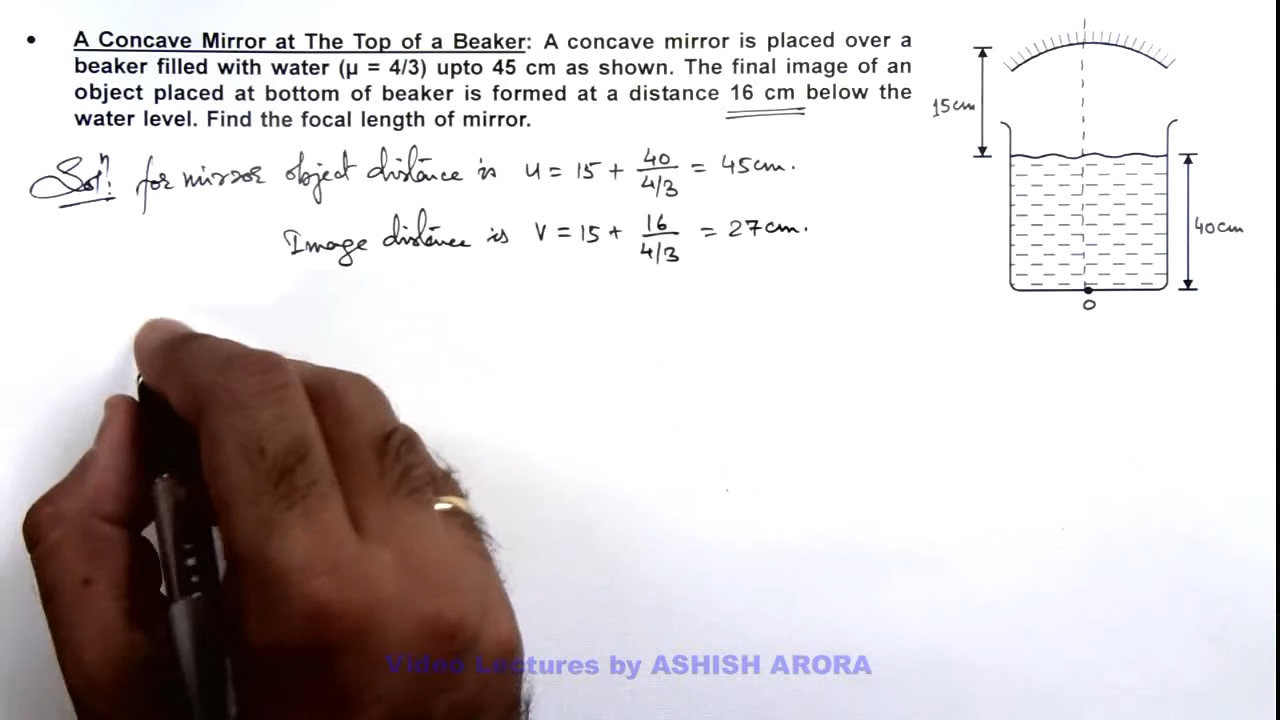 • A Concave Mirror at The Top of a Beaker: A concave mirror is placed over a
beaker filled with water (μ = 4/3) upto 45 cm as shown. The final image of an
object placed at bottom of beaker is formed at a distance 16 cm below the
water level. Find the focal length of mirror.
Solⁿ: for mirror object distance is u = 15 + 40/(4/3) = 45cm.
Image distance is v = 15 + 16/(4/3) = 27cm.
15cm
40cm
O
Video Lectures by ASHISH ARORA